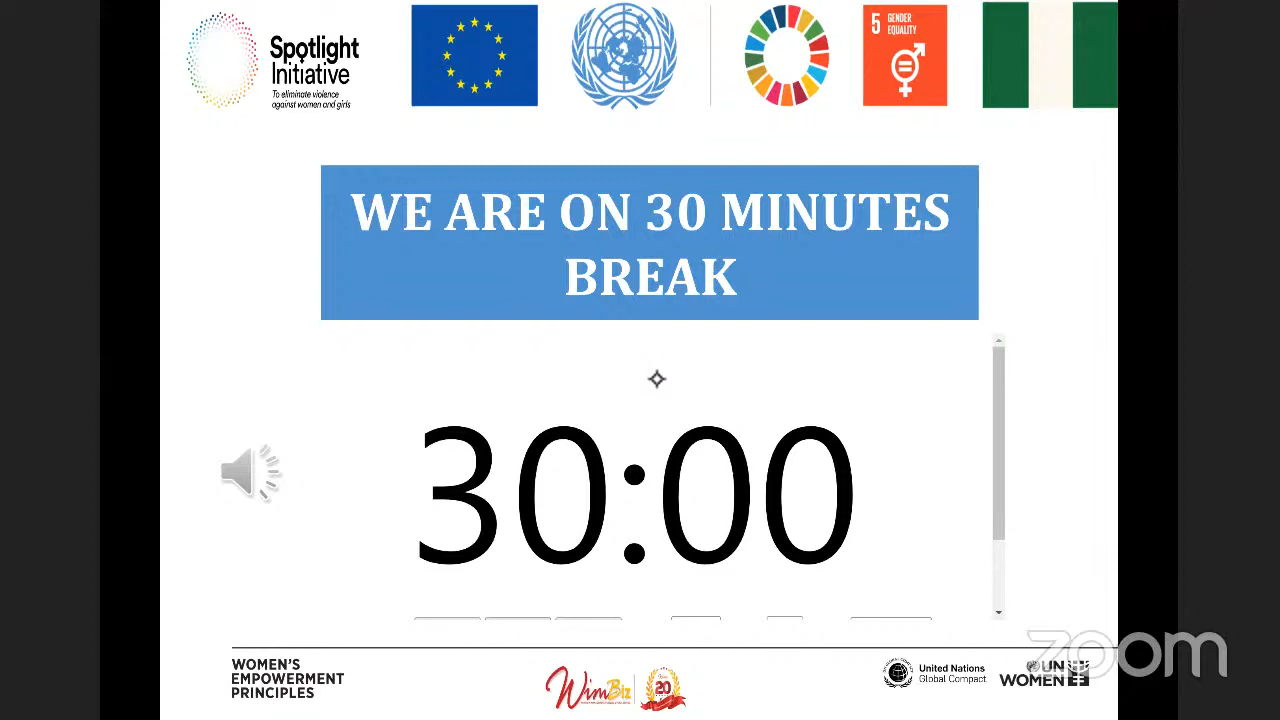 Spotlight
Initiative
To eliminate violence
against women and girls
5 GENDER
EQUALITY
WE ARE ON 30 MINUTES
BREAK
30:00
WOMEN'S
EMPOWERMENT
PRINCIPLES
WimBiz
20
United Nations
Global Compact
UN
WOMEN
zoom